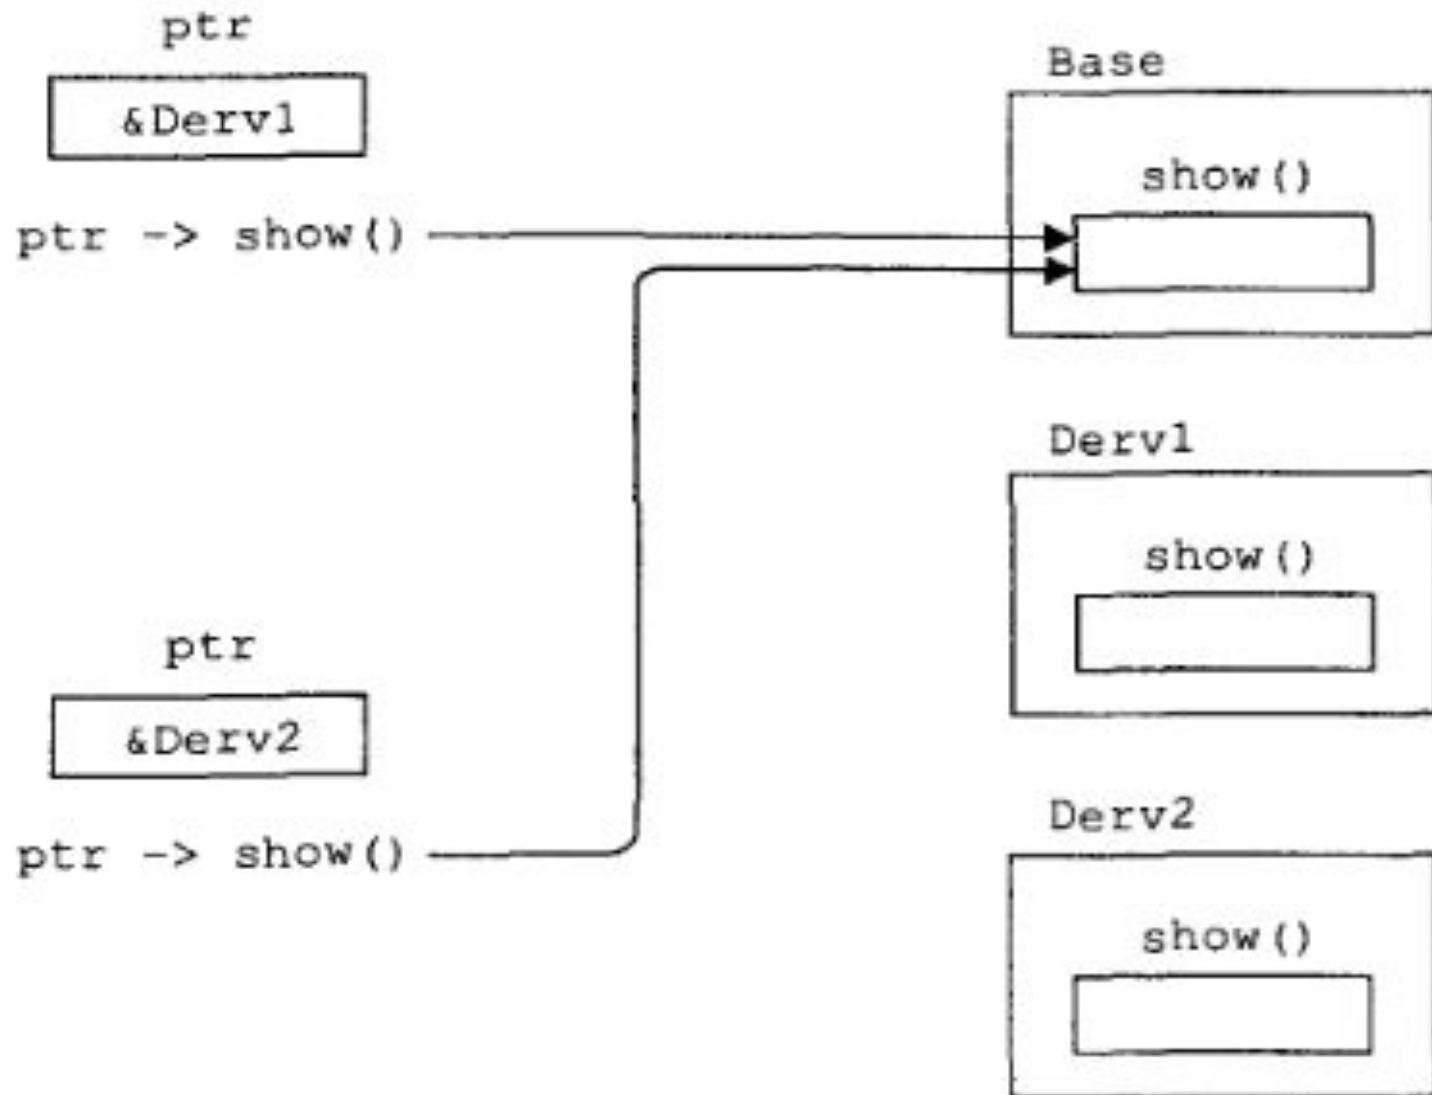 ptr
&Derv1
ptr -> show()
Base
show()
Derv1
show()
ptr
&Derv2
ptr -> show()
Derv2
show()